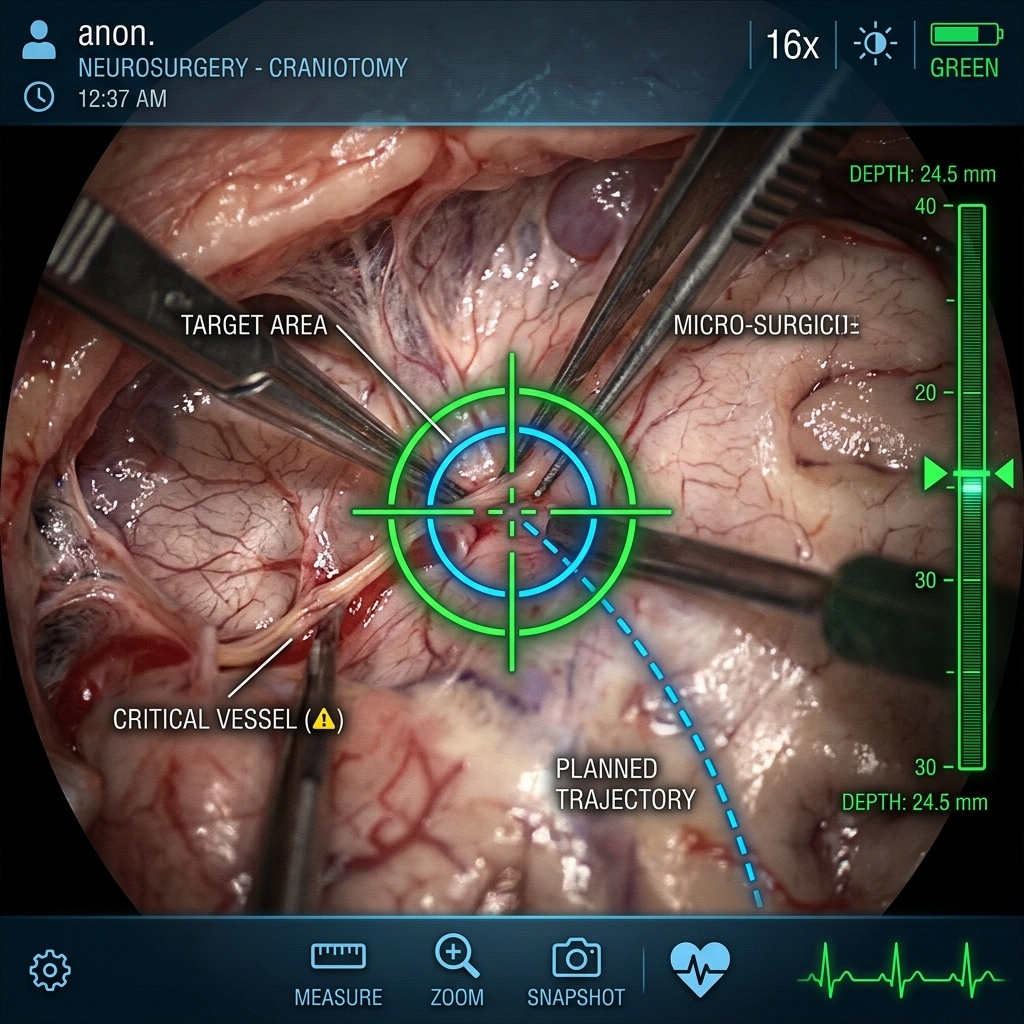 anon.
NEUROSURGERY - CRANIOTOMY
12:37 AM
16x
GREEN
DEPTH: 24.5 mm
40
TARGET AREA
20
30
CRITICAL VESSEL (⚠)
PLANNED
TRAJECTORY
30
DEPTH: 24.5 mm
MEASURE
ZOOM
SNAPSHOT